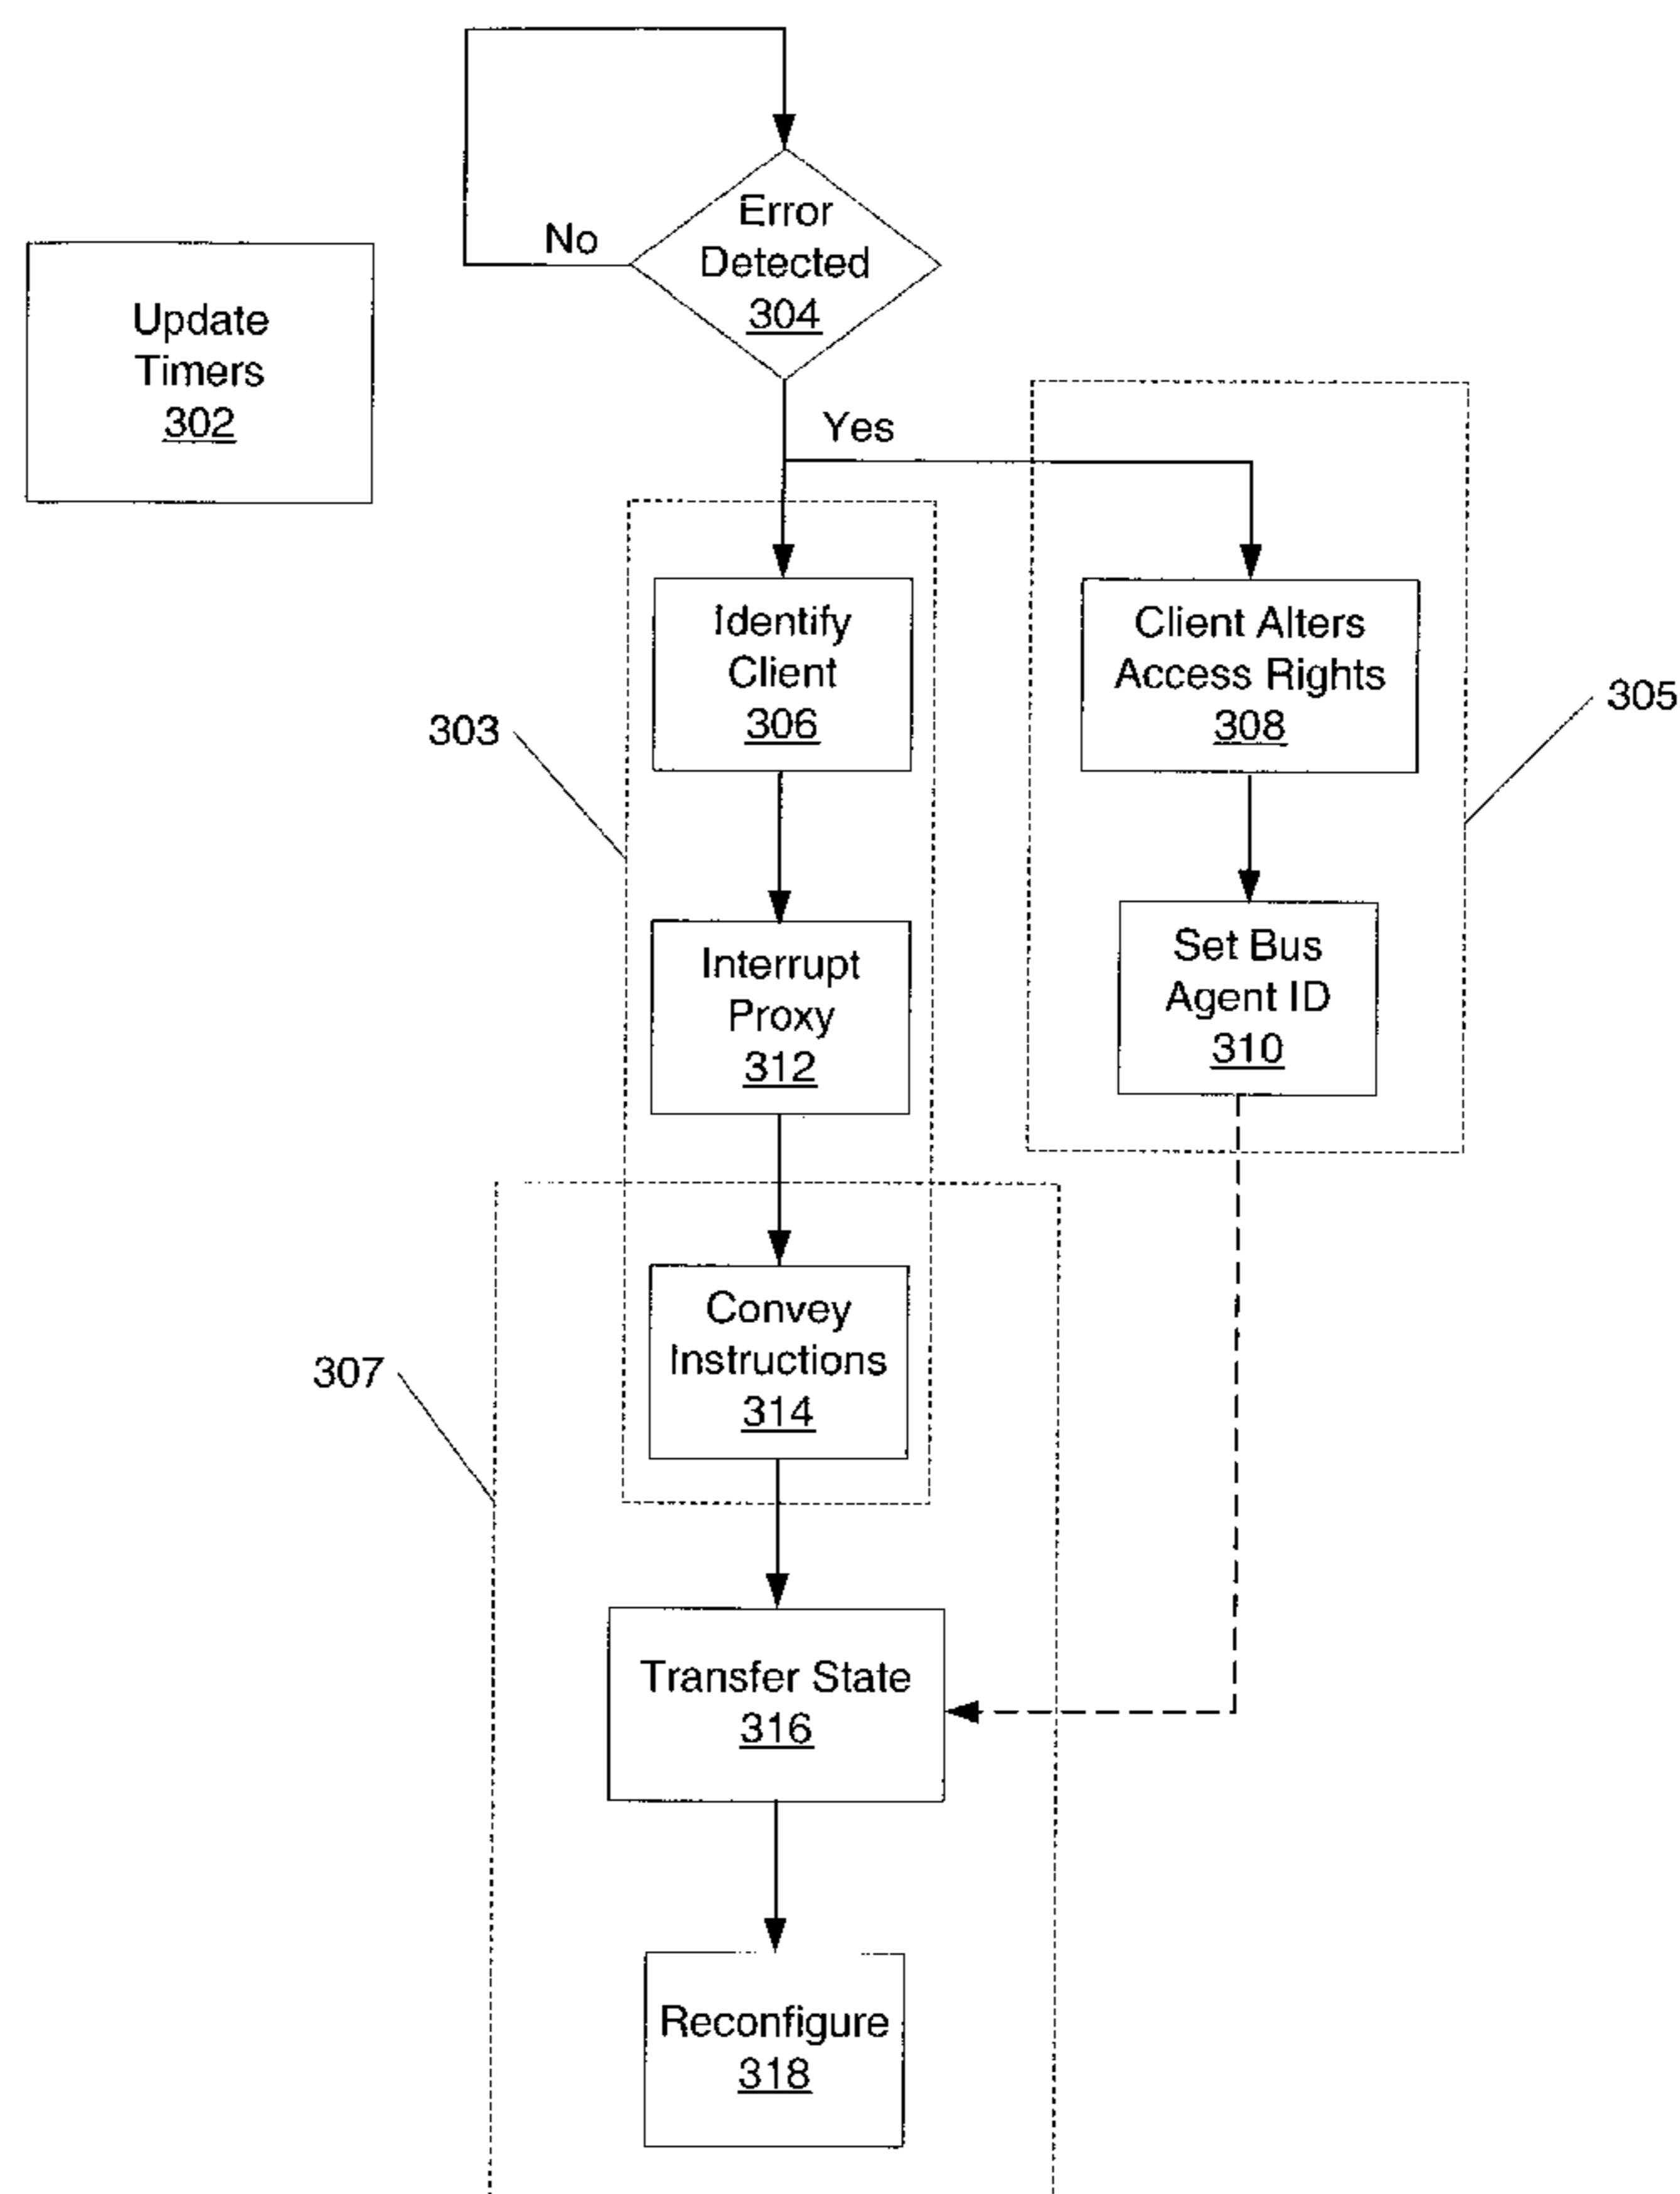 Error
Detected
304
No
Update
Timers
302
Yes
Identify
Client
306
Client Alters
Access Rights
308
305
303
Interrupt
Proxy
312
Set Bus
Agent ID
310
Convey
Instructions
314
307
Transfer State
316
Reconfigure
318